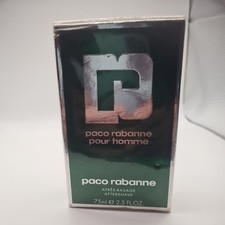 paco rabanne
pour homme
paco rabanne
APRÈS-RASAGE
AFTERSHAVE
75ml ℮ 2.5 FL.OZ.